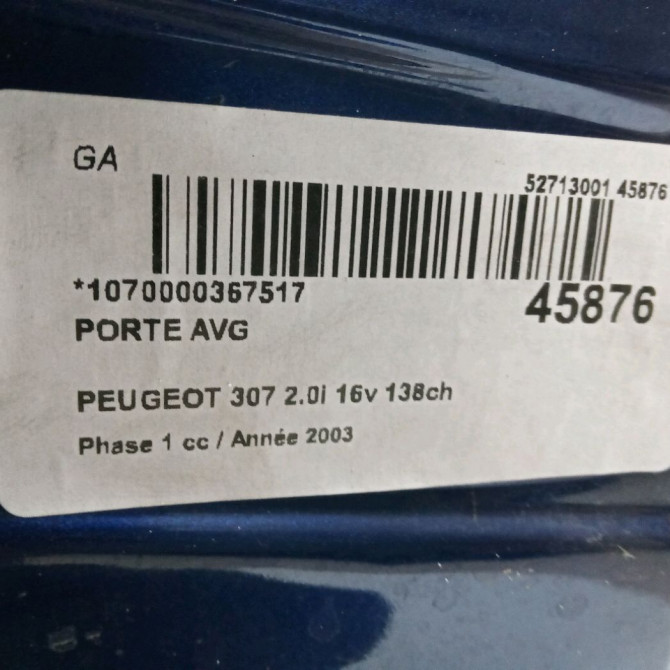 GA
52713001 45876
*1070000367517
45876
PORTE AVG
PEUGEOT 307 2.0i 16v 138ch
Phase 1 cc / Année 2003